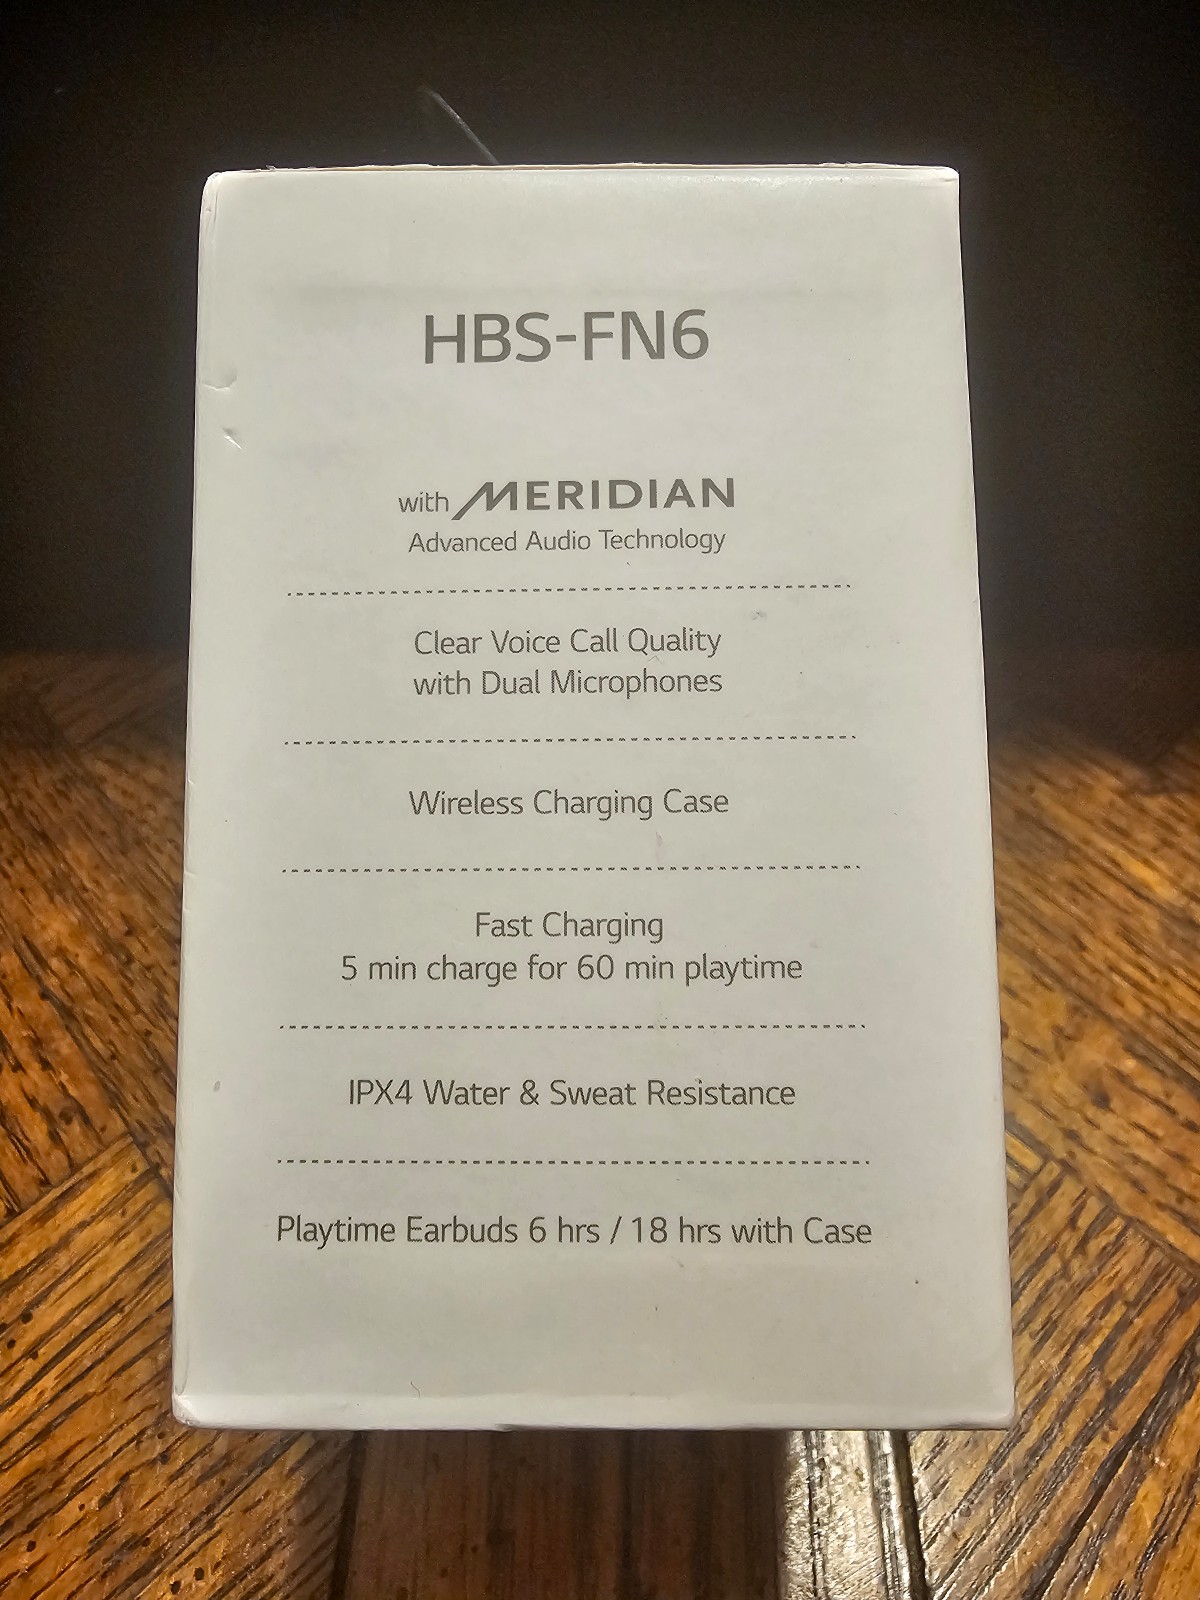 HBS-FN6
with MERIDIAN
Advanced Audio Technology
Clear Voice Call Quality
with Dual Microphones
Wireless Charging Case
Fast Charging
5 min charge for 60 min playtime
IPX4 Water & Sweat Resistance
Playtime Earbuds 6 hrs / 18 hrs with Case